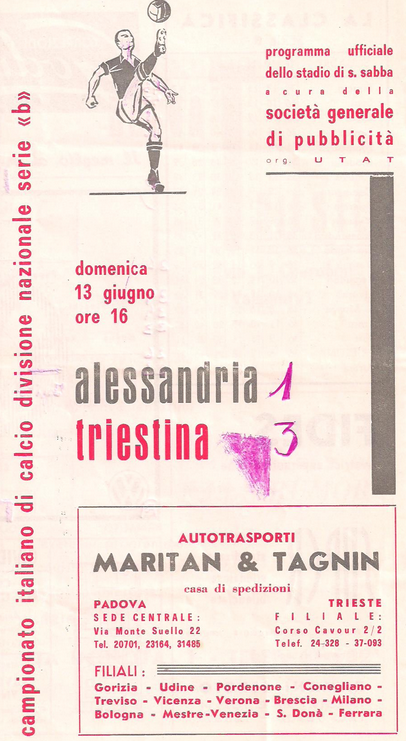 programma ufficiale
dello stadio di s. sabba
a cura della
società generale
di pubblicità
org. UTAT
campionato italiano di calcio divisione nazionale serie «b»
domenica
13 giugno
ore 16
alessandria 1
triestina 3
AUTOTRASPORTI
MARITAN & TAGNIN
casa di spedizioni
PADOVA
SEDE CENTRALE:
Via Monte Suello 22
Tel. 20701, 23164, 31485
TRIESTE
FILIALE:
Corso Cavour 2/2
Telef. 24-328 - 37-093
FILIALI:
Gorizia - Udine - Pordenone - Conegliano -
Treviso - Vicenza - Verona - Brescia - Milano -
Bologna - Mestre-Venezia - S. Donà - Ferrara